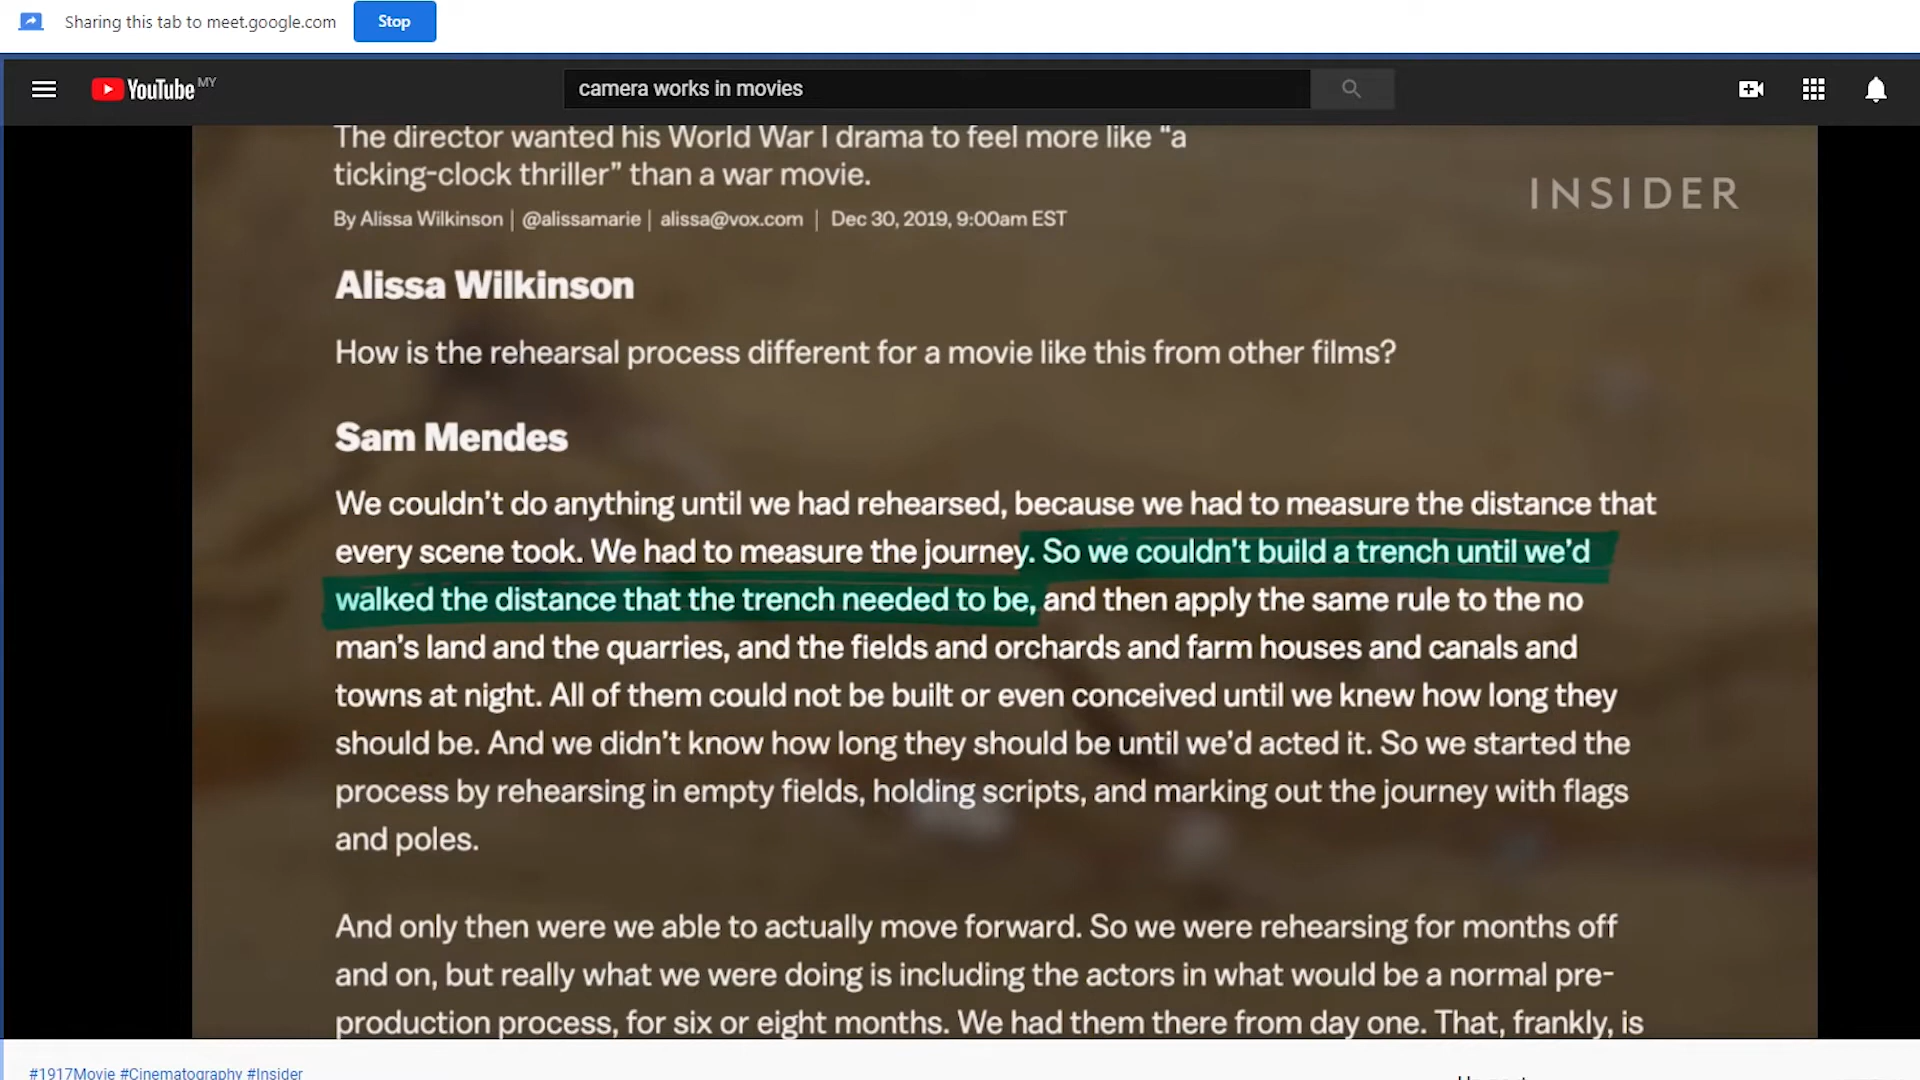 Sharing this tab to meet.google.com
Stop
YouTube MY
camera works in movies
The director wanted his World War I drama to feel more like “a
ticking-clock thriller” than a war movie.
INSIDER
By Alissa Wilkinson | @alissamarie | alissa@vox.com | Dec 30, 2019, 9:00am EST
Alissa Wilkinson
How is the rehearsal process different for a movie like this from other films?
Sam Mendes
We couldn’t do anything until we had rehearsed, because we had to measure the distance that
every scene took. We had to measure the journey. So we couldn’t build a trench until we’d
walked the distance that the trench needed to be, and then apply the same rule to the no
man’s land and the quarries, and the fields and orchards and farm houses and canals and
towns at night. All of them could not be built or even conceived until we knew how long they
should be. And we didn’t know how long they should be until we’d acted it. So we started the
process by rehearsing in empty fields, holding scripts, and marking out the journey with flags
and poles.
And only then were we able to actually move forward. So we were rehearsing for months off
and on, but really what we were doing is including the actors in what would be a normal pre-
production process, for six or eight months. We had them there from day one. That, frankly, is
#1917Movie #Cinematography #Insider